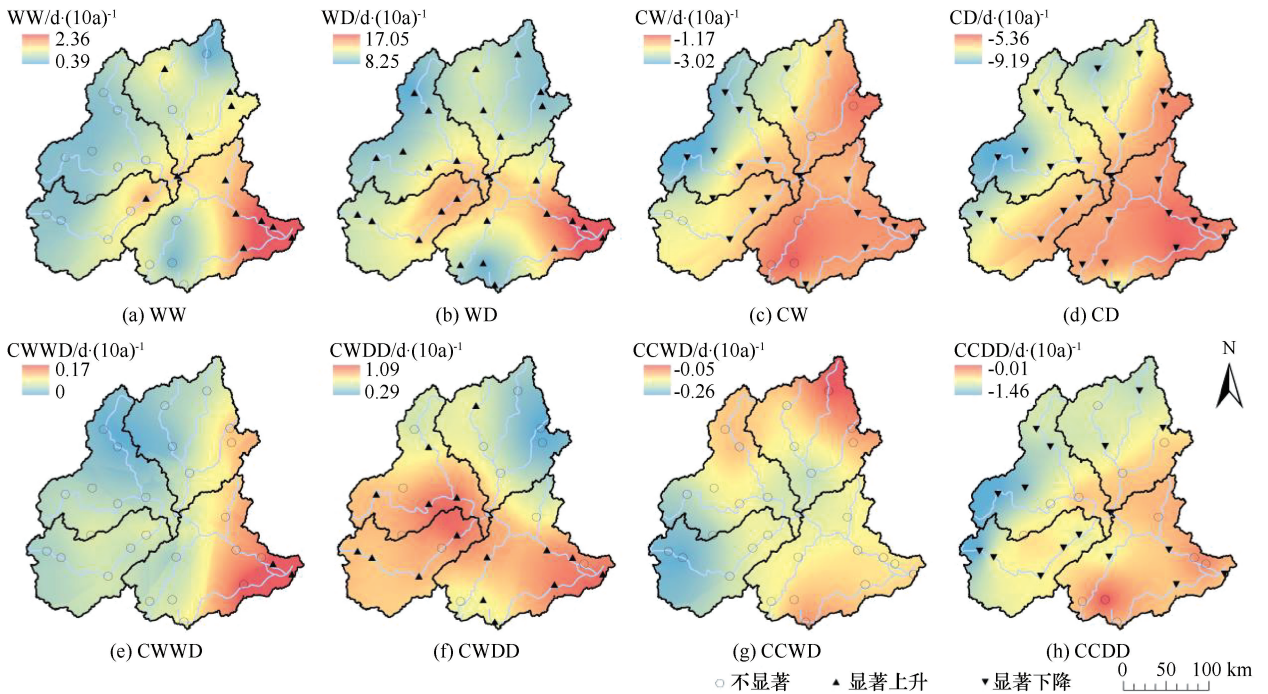 WW/d·(10a)-1
2.36
0.39
(a) WW
WD/d·(10a)-1
17.05
8.25
(b) WD
CW/d·(10a)-1
-1.17
-3.02
(c) CW
CD/d·(10a)-1
-5.36
-9.19
(d) CD
CWWD/d·(10a)-1
0.17
0
(e) CWWD
CWDD/d·(10a)-1
1.09
0.29
(f) CWDD
CCWD/d·(10a)-1
-0.05
-0.26
(g) CCWD
CCDD/d·(10a)-1
-0.01
-1.46
(h) CCDD
N
不显著
显著上升
显著下降
0 50 100 km